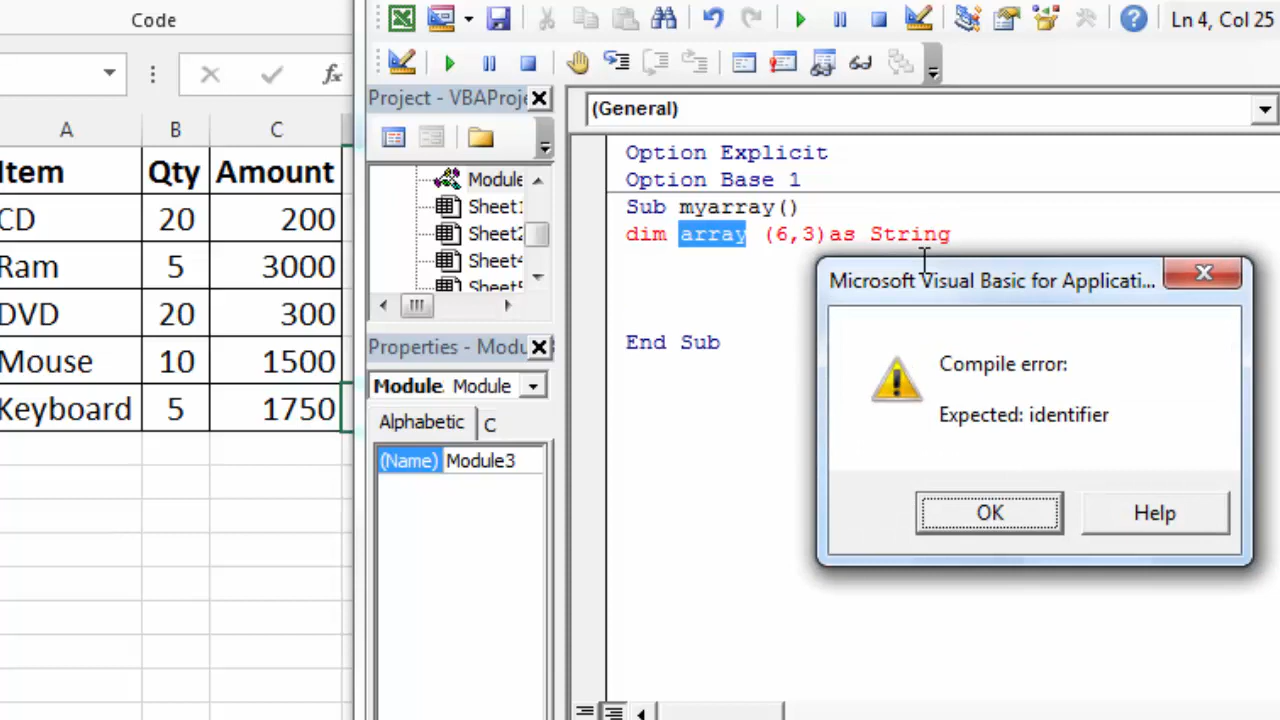 Code
Ln 4, Col 25
fx
Project - VBAProje
(General)
A B C
Item Qty Amount
CD 20 200
Ram 5 3000
DVD 20 300
Mouse 10 1500
Keyboard 5 1750
Module
Sheet1
Sheet2
Sheet4
Properties - Modu
Module. Module
Alphabetic C
(Name) Module3
Option Explicit
Option Base 1
Sub myarray()
dim array (6,3)as String
End Sub
Microsoft Visual Basic for Applicati...
Compile error:
Expected: identifier
OK Help